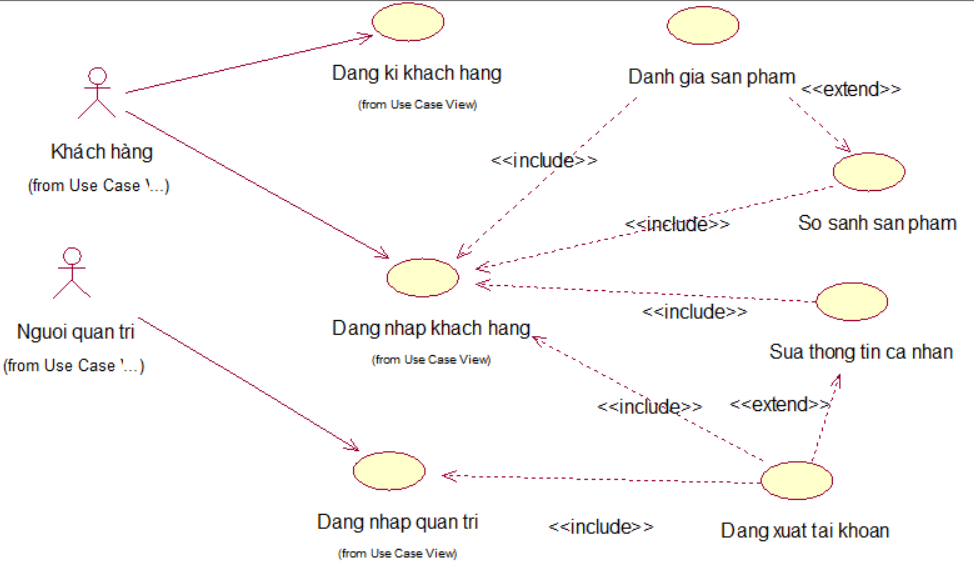 Dang ki khach hang
(from Use Case View)
Danh gia san pham
<<extend>>
Khách hàng
(from Use Case '...)
<<include>>
<<include>>
So sanh san pham
Nguoi quan tri
(from Use Case '...)
Dang nhap khach hang
(from Use Case View)
<<include>>
Sua thong tin ca nhan
<<include>>
<<extend>>
Dang nhap quan tri
(from Use Case View)
<<include>>
Dang xuat tai khoan